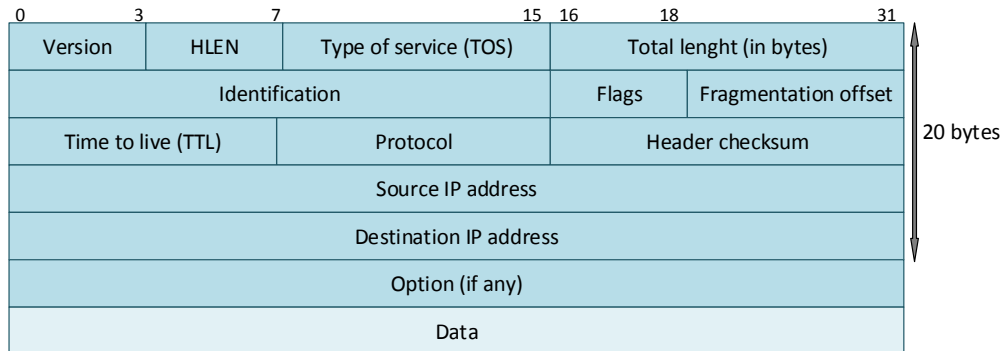 0 3 7 15 16 18 31
Version HLEN Type of service (TOS) Total lenght (in bytes)
Identification Flags Fragmentation offset
Time to live (TTL) Protocol Header checksum
20 bytes
Source IP address
Destination IP address
Option (if any)
Data